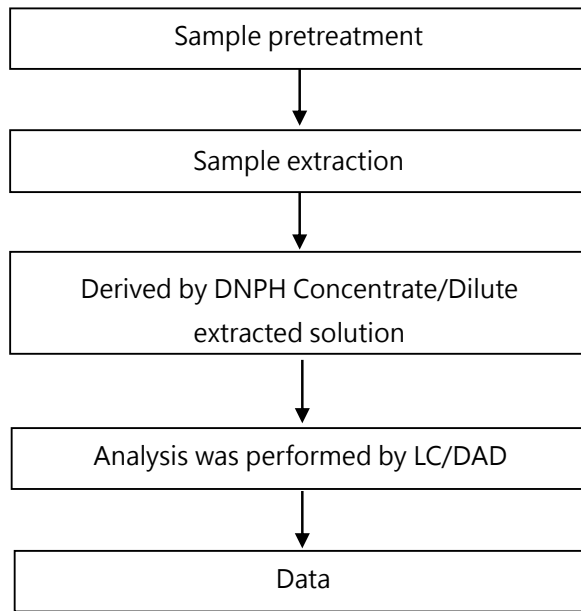 Sample pretreatment
Sample extraction
Derived by DNPH Concentrate/Dilute
extracted solution
Analysis was performed by LC/DAD
Data